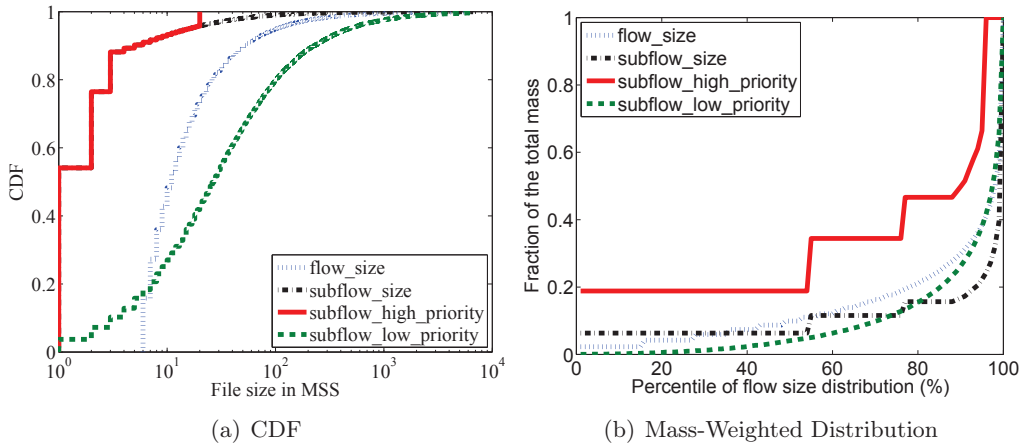 1
0.8
0.6
0.4
0.2
0
CDF
10^0 10^1 10^2 10^3 10^4
File size in MSS
flow_size
subflow_size
subflow_high_priority
subflow_low_priority
(a) CDF
1
0.8
0.6
0.4
0.2
0
Fraction of the total mass
0 20 40 60 80 100
Percentile of flow size distribution (%)
flow_size
subflow_size
subflow_high_priority
subflow_low_priority
(b) Mass-Weighted Distribution